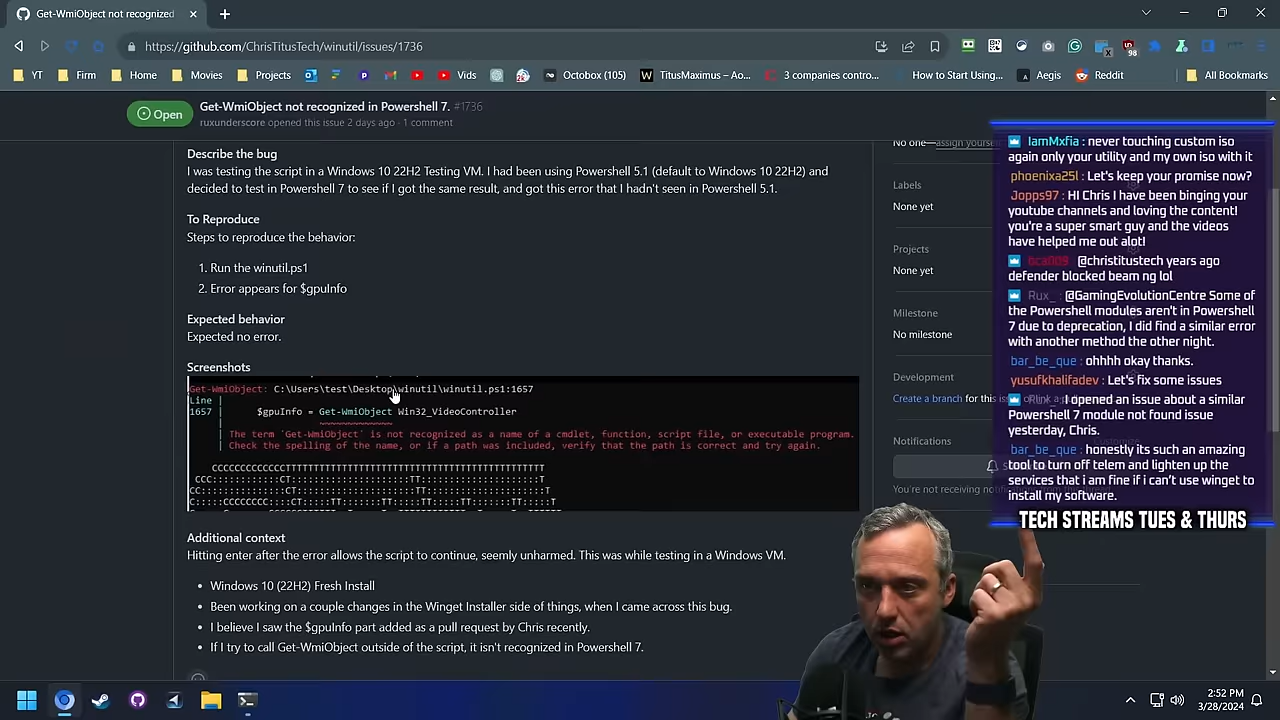 Get-WmiObject not recognized
https://github.com/ChrisTitusTech/winutil/issues/1736
98
YT
Firm
Home
Movies
Projects
Vids
Octobox (105)
TitusMaximus – Ao...
3 companies contro...
How to Start Using...
Aegis
Reddit
All Bookmarks
Open
Get-WmiObject not recognized in Powershell 7. #1736
ruxunderscore opened this issue 2 days ago · 1 comment
Describe the bug
I was testing the script in a Windows 10 22H2 Testing VM. I had been using Powershell 5.1 (default to Windows 10 22H2) and
decided to test in Powershell 7 to see if I got the same result, and got this error that I hadn't seen in Powershell 5.1.
To Reproduce
Steps to reproduce the behavior:
1. Run the winutil.ps1
2. Error appears for $gpuInfo
Expected behavior
Expected no error.
Screenshots
Get-WmiObject: C:\Users\test\Desktop\winutil\winutil.ps1:1657
Line |
1657 | $gpuInfo = Get-WmiObject Win32_VideoController
| ~~~~~~~~~~~~~
| The term 'Get-WmiObject' is not recognized as a name of a cmdlet, function, script file, or executable program.
| Check the spelling of the name, or if a path was included, verify that the path is correct and try again.
Additional context
Hitting enter after the error allows the script to continue, seemly unharmed. This was while testing in a Windows VM.
• Windows 10 (22H2) Fresh Install
• Been working on a couple changes in the Winget Installer side of things, when I came across this bug.
• I believe I saw the $gpuInfo part added as a pull request by Chris recently.
• If I try to call Get-WmiObject outside of the script, it isn't recognized in Powershell 7.
No one—assign yourself
Labels
None yet
Projects
None yet
Milestone
No milestone
Development
Create a branch for this
Notifications
You're not receiving
IamMxfia : never touching custom iso
again only your utility and my own iso with it
phoenixa25l : Let's keep your promise now?
Jopps97 : HI Chris I have been binging your
youtube channels and loving the content!
you're a super smart guy and the videos
have helped me out alot!
@christitustech years ago
defender blocked beam ng lol
Rux_ : @GamingEvolutionCentre Some of
the Powershell modules aren't in Powershell
7 due to deprecation, I did find a similar error
with another method the other night.
bar_be_que : ohhhh okay thanks.
yusufkhalifadev : Let's fix some issues
Rux_ : I opened an issue about a similar
Powershell 7 module not found issue
yesterday, Chris.
bar_be_que : honestly its such an amazing
tool to turn off telem and lighten up the
services that i am fine if i can't use winget to
install my software.
TECH STREAMS TUES & THURS
2:52 PM
3/28/2024